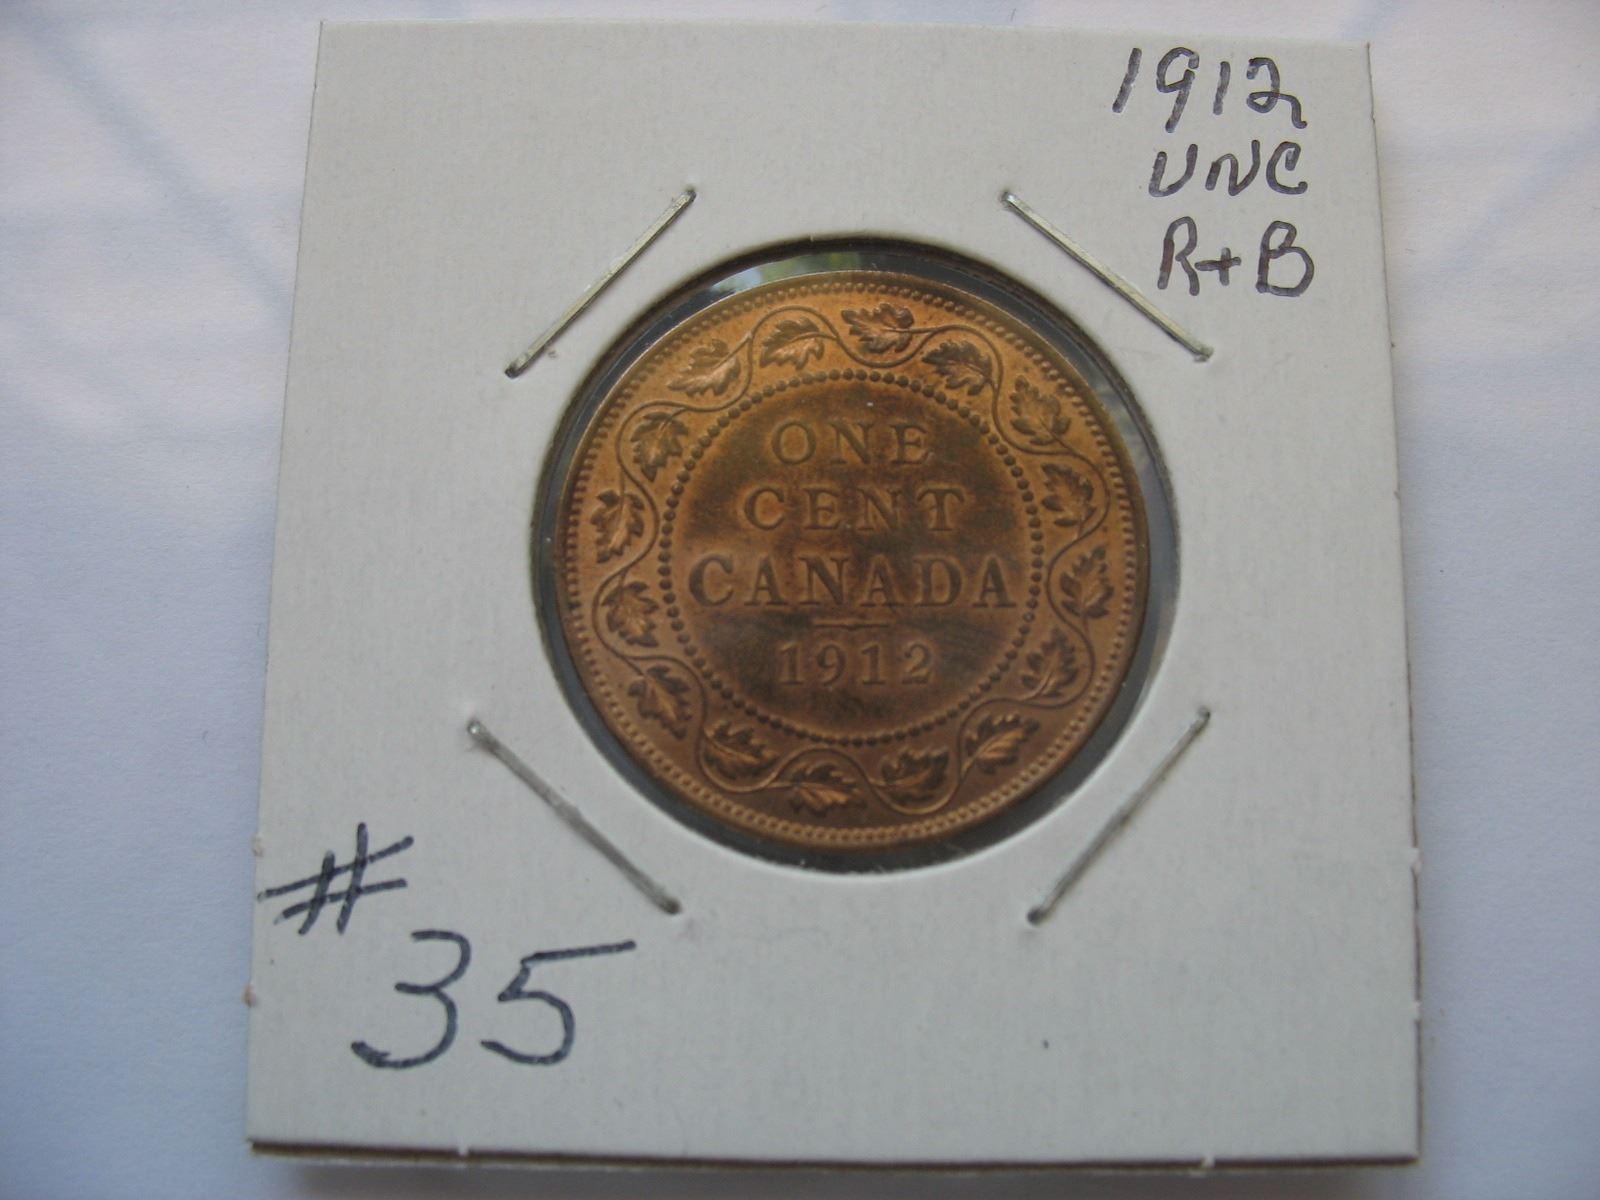 1912
UNC
R+B
ONE
CENT
CANADA
1912
#
35